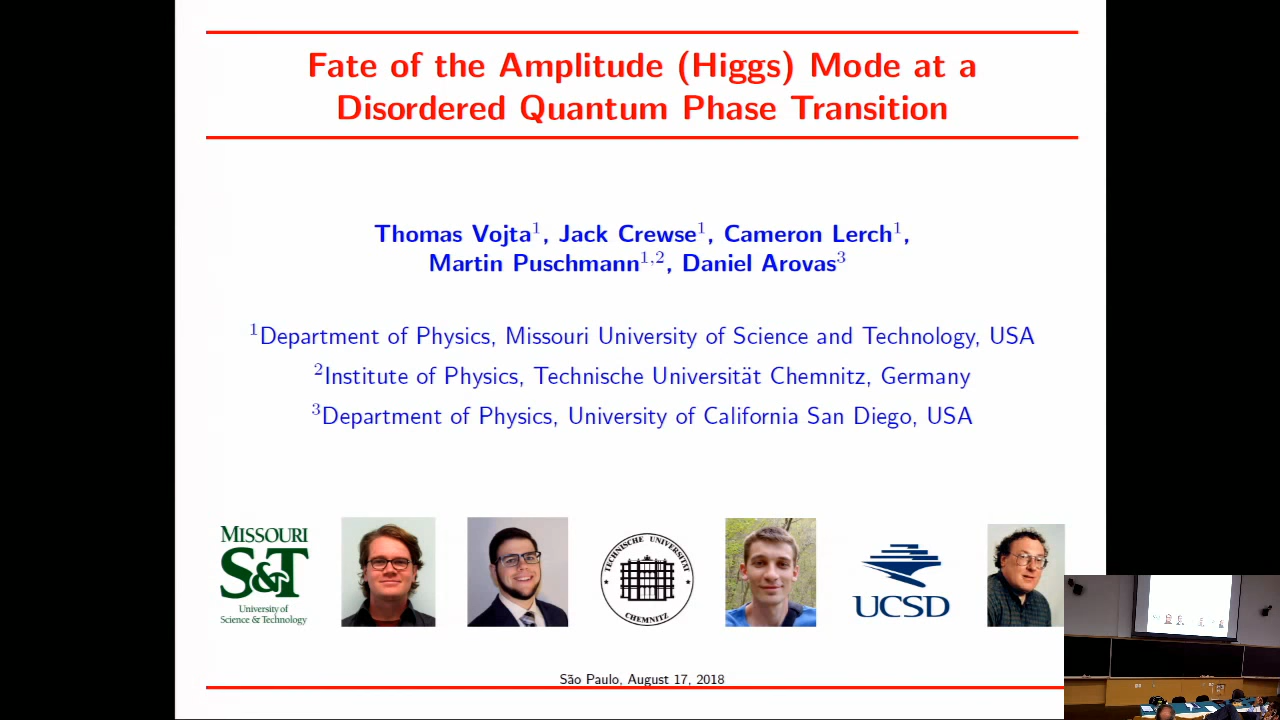 Fate of the Amplitude (Higgs) Mode at a
Disordered Quantum Phase Transition
Thomas Vojta1, Jack Crewse1, Cameron Lerch1,
Martin Puschmann1,2, Daniel Arovas3
1Department of Physics, Missouri University of Science and Technology, USA
2Institute of Physics, Technische Universität Chemnitz, Germany
3Department of Physics, University of California San Diego, USA
MISSOURI
S&T
University of
Science & Technology
TECHNISCHE UNIVERSITÄT
CHEMNITZ
UCSD
São Paulo, August 17, 2018